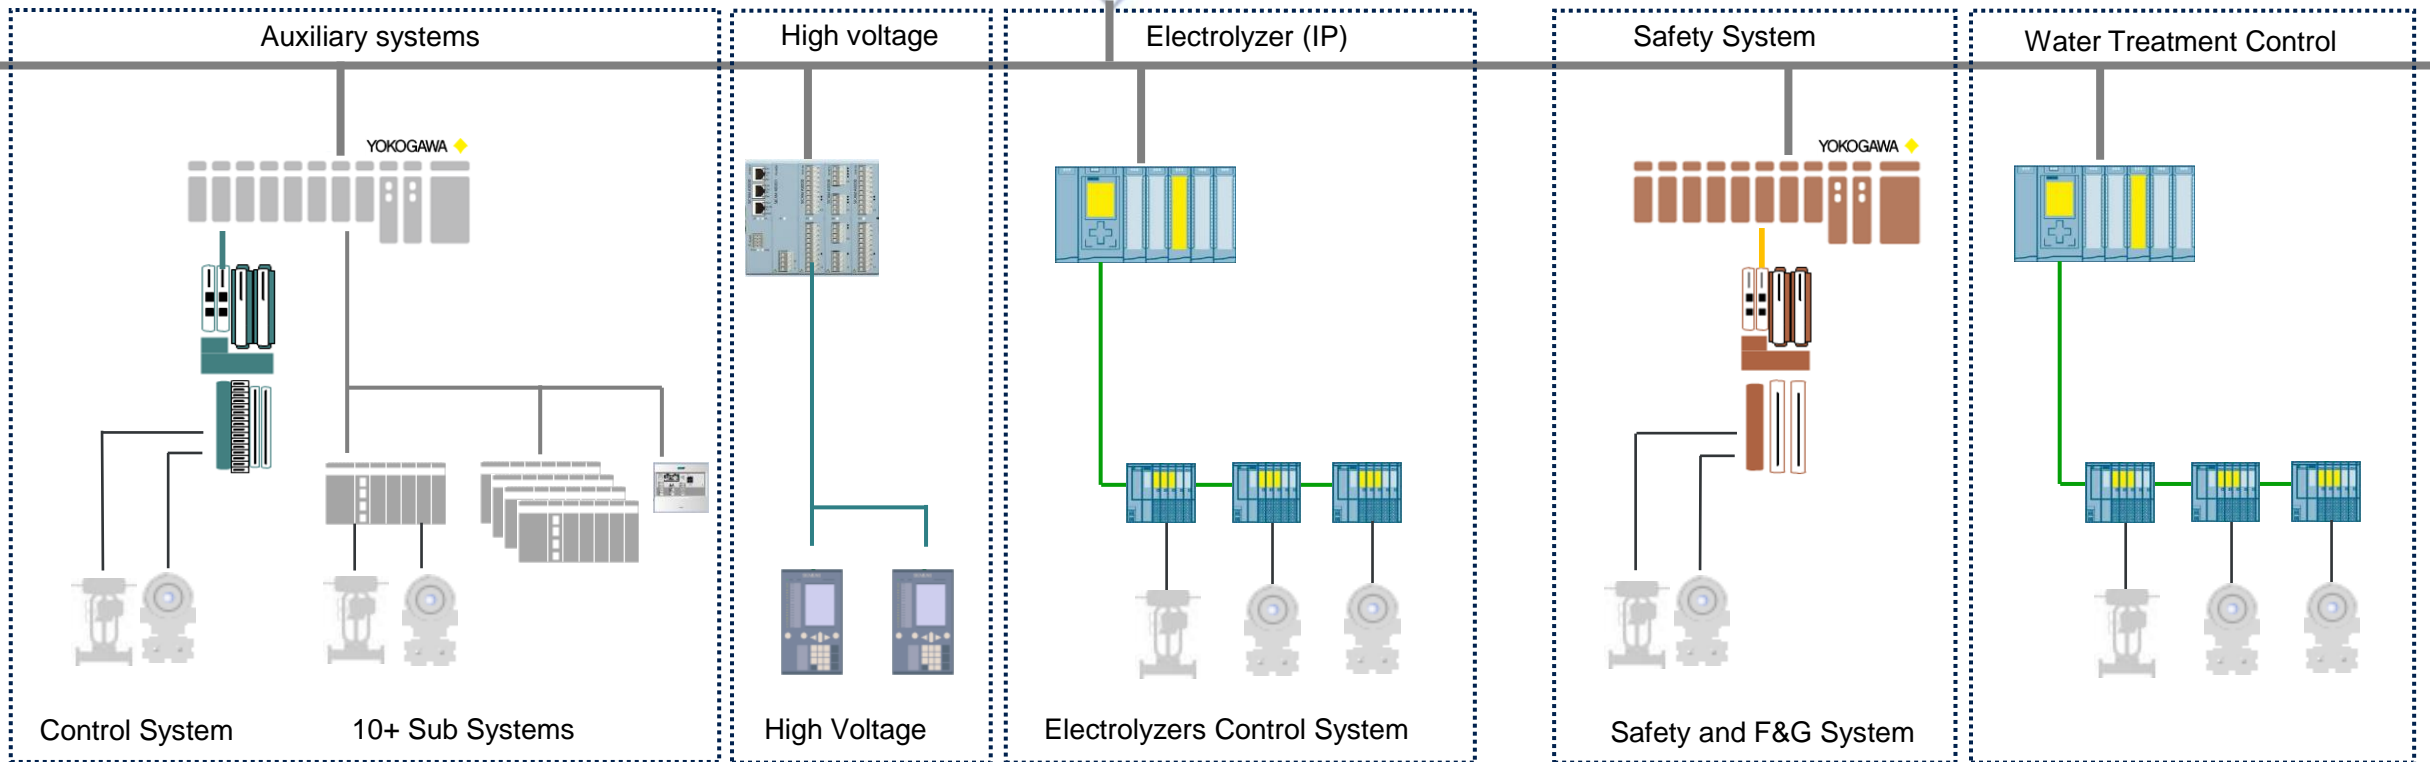 Auxiliary systems
High voltage
Electrolyzer (IP)
Safety System
Water Treatment Control
YOKOGAWA
YOKOGAWA
Control System
10+ Sub Systems
High Voltage
Electrolyzers Control System
Safety and F&G System